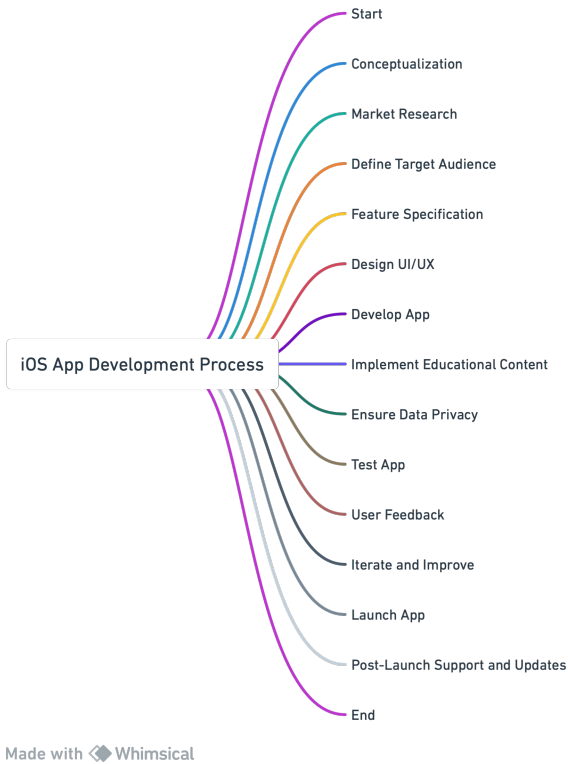 Start
Conceptualization
Market Research
Define Target Audience
Feature Specification
Design UI/UX
Develop App
iOS App Development Process
Implement Educational Content
Ensure Data Privacy
Test App
User Feedback
Iterate and Improve
Launch App
Post-Launch Support and Updates
End
Made with Whimsical